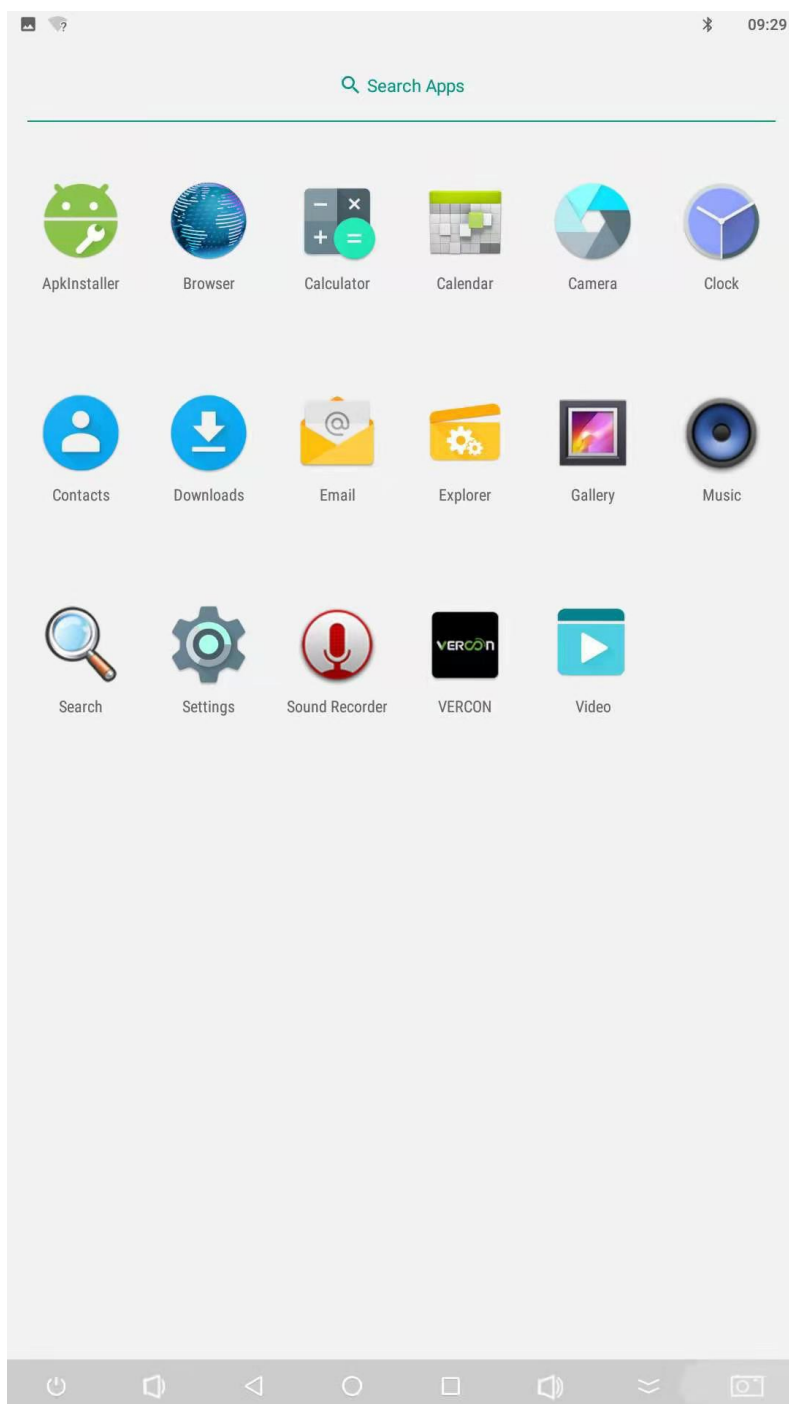 09:29
Search Apps
ApkInstaller Browser Calculator Calendar Camera Clock
Contacts Downloads Email Explorer Gallery Music
VERCON
Search Settings Sound Recorder VERCON Video